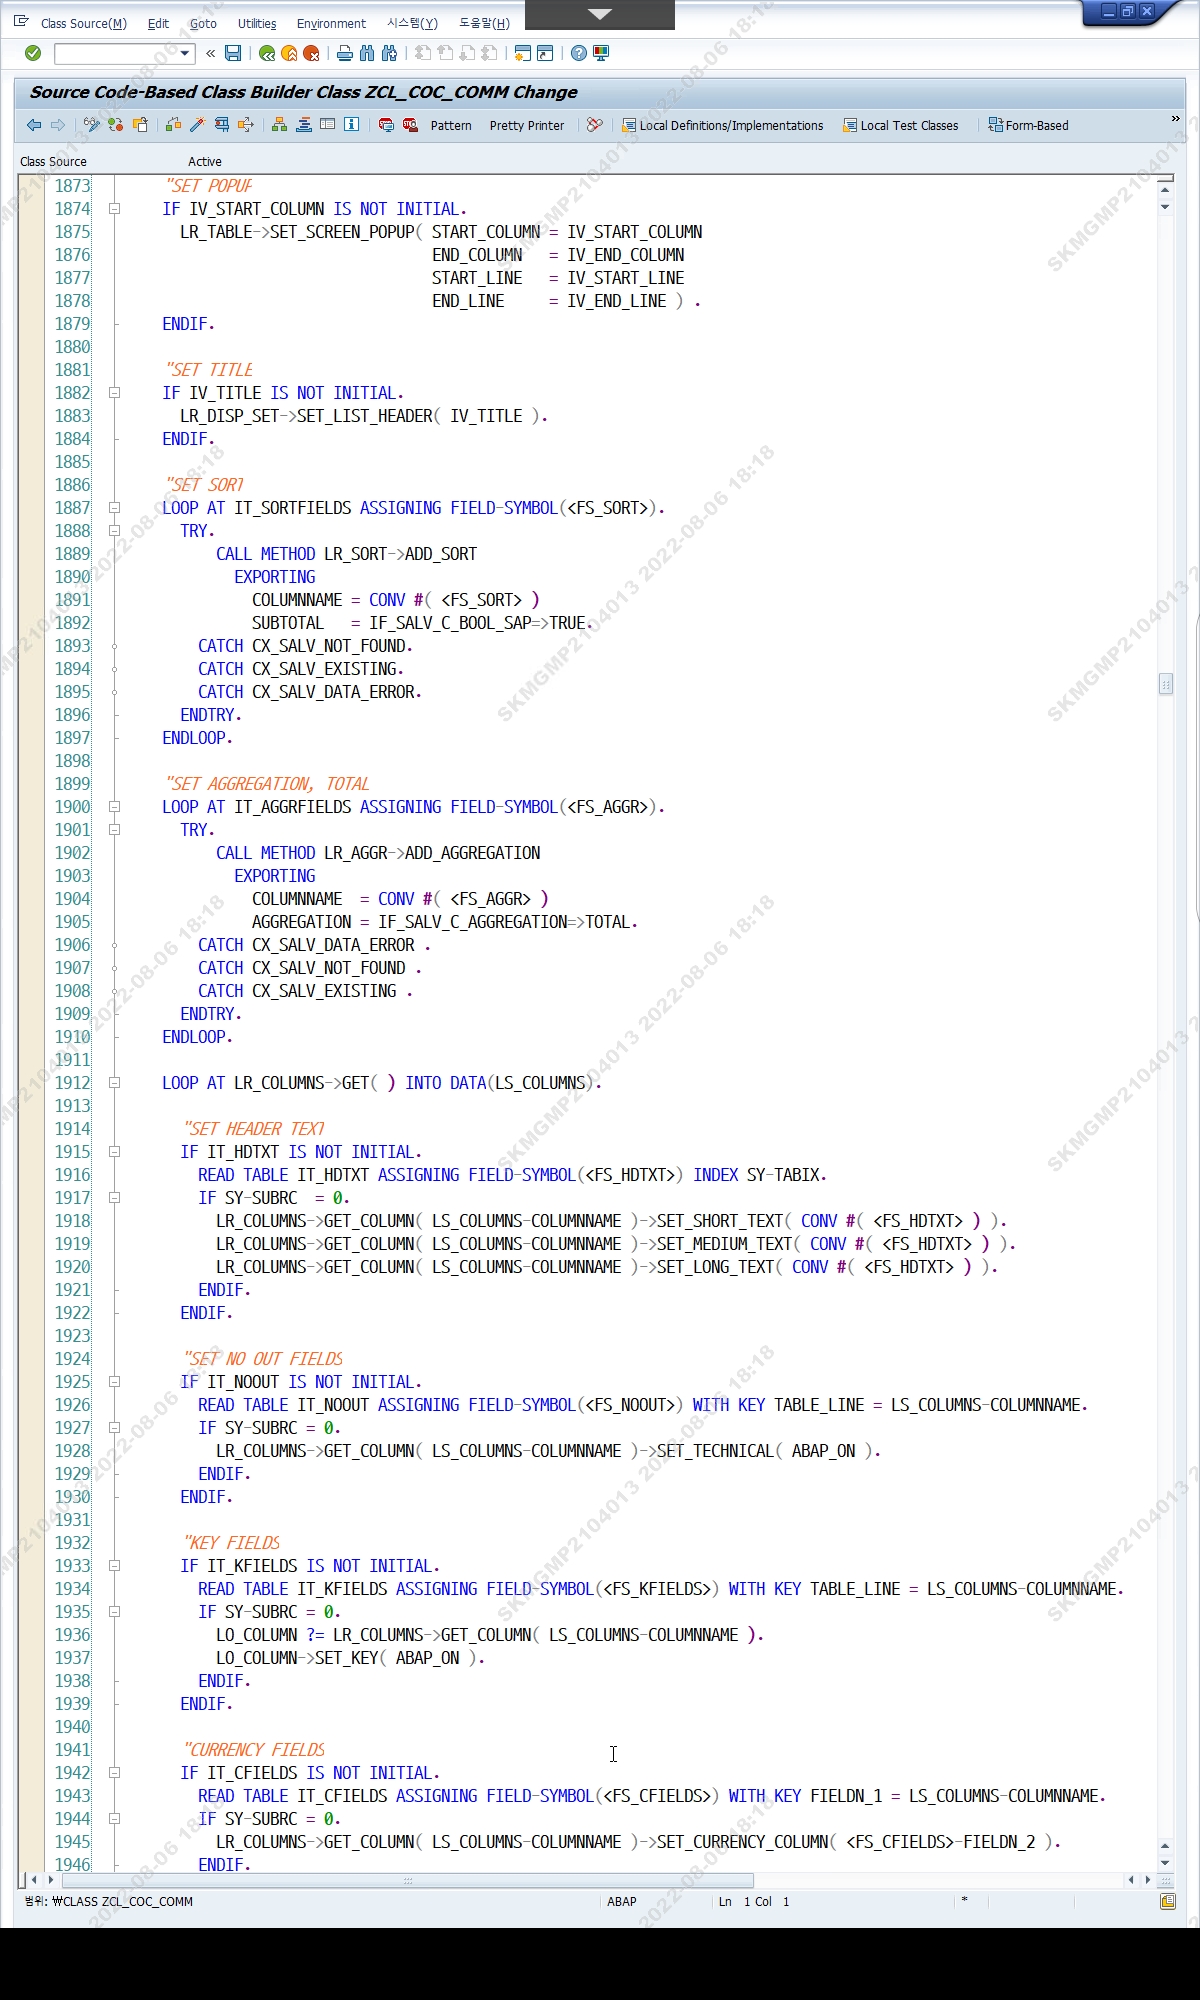 Class Source(M) Edit Goto Utilities Environment 시스템(Y) 도움말(H)
Source Code-Based Class Builder Class ZCL_COC_COMM Change
Pattern Pretty Printer Local Definitions/Implementations Local Test Classes Form-Based
Class Source Active
1873 "SET POPUP
1874 IF IV_START_COLUMN IS NOT INITIAL.
1875 LR_TABLE->SET_SCREEN_POPUP( START_COLUMN = IV_START_COLUMN
1876 END_COLUMN = IV_END_COLUMN
1877 START_LINE = IV_START_LINE
1878 END_LINE = IV_END_LINE ) .
1879 ENDIF.
1880
1881 "SET TITLE
1882 IF IV_TITLE IS NOT INITIAL.
1883 LR_DISP_SET->SET_LIST_HEADER( IV_TITLE ).
1884 ENDIF.
1885
1886 "SET SORT
1887 LOOP AT IT_SORTFIELDS ASSIGNING FIELD-SYMBOL(<FS_SORT>).
1888 TRY.
1889 CALL METHOD LR_SORT->ADD_SORT
1890 EXPORTING
1891 COLUMNNAME = CONV #( <FS_SORT> )
1892 SUBTOTAL = IF_SALV_C_BOOL_SAP=>TRUE.
1893 CATCH CX_SALV_NOT_FOUND.
1894 CATCH CX_SALV_EXISTING.
1895 CATCH CX_SALV_DATA_ERROR.
1896 ENDTRY.
1897 ENDLOOP.
1898
1899 "SET AGGREGATION, TOTAL
1900 LOOP AT IT_AGGRFIELDS ASSIGNING FIELD-SYMBOL(<FS_AGGR>).
1901 TRY.
1902 CALL METHOD LR_AGGR->ADD_AGGREGATION
1903 EXPORTING
1904 COLUMNNAME = CONV #( <FS_AGGR> )
1905 AGGREGATION = IF_SALV_C_AGGREGATION=>TOTAL.
1906 CATCH CX_SALV_DATA_ERROR .
1907 CATCH CX_SALV_NOT_FOUND .
1908 CATCH CX_SALV_EXISTING .
1909 ENDTRY.
1910 ENDLOOP.
1911
1912 LOOP AT LR_COLUMNS->GET( ) INTO DATA(LS_COLUMNS).
1913
1914 "SET HEADER TEXT
1915 IF IT_HDTXT IS NOT INITIAL.
1916 READ TABLE IT_HDTXT ASSIGNING FIELD-SYMBOL(<FS_HDTXT>) INDEX SY-TABIX.
1917 IF SY-SUBRC = 0.
1918 LR_COLUMNS->GET_COLUMN( LS_COLUMNS-COLUMNNAME )->SET_SHORT_TEXT( CONV #( <FS_HDTXT> ) ).
1919 LR_COLUMNS->GET_COLUMN( LS_COLUMNS-COLUMNNAME )->SET_MEDIUM_TEXT( CONV #( <FS_HDTXT> ) ).
1920 LR_COLUMNS->GET_COLUMN( LS_COLUMNS-COLUMNNAME )->SET_LONG_TEXT( CONV #( <FS_HDTXT> ) ).
1921 ENDIF.
1922 ENDIF.
1923
1924 "SET NO OUT FIELDS
1925 IF IT_NOOUT IS NOT INITIAL.
1926 READ TABLE IT_NOOUT ASSIGNING FIELD-SYMBOL(<FS_NOOUT>) WITH KEY TABLE_LINE = LS_COLUMNS-COLUMNNAME.
1927 IF SY-SUBRC = 0.
1928 LR_COLUMNS->GET_COLUMN( LS_COLUMNS-COLUMNNAME )->SET_TECHNICAL( ABAP_ON ).
1929 ENDIF.
1930 ENDIF.
1931
1932 "KEY FIELDS
1933 IF IT_KFIELDS IS NOT INITIAL.
1934 READ TABLE IT_KFIELDS ASSIGNING FIELD-SYMBOL(<FS_KFIELDS>) WITH KEY TABLE_LINE = LS_COLUMNS-COLUMNNAME.
1935 IF SY-SUBRC = 0.
1936 LO_COLUMN ?= LR_COLUMNS->GET_COLUMN( LS_COLUMNS-COLUMNNAME ).
1937 LO_COLUMN->SET_KEY( ABAP_ON ).
1938 ENDIF.
1939 ENDIF.
1940
1941 "CURRENCY FIELDS
1942 IF IT_CFIELDS IS NOT INITIAL.
1943 READ TABLE IT_CFIELDS ASSIGNING FIELD-SYMBOL(<FS_CFIELDS>) WITH KEY FIELDN_1 = LS_COLUMNS-COLUMNNAME.
1944 IF SY-SUBRC = 0.
1945 LR_COLUMNS->GET_COLUMN( LS_COLUMNS-COLUMNNAME )->SET_CURRENCY_COLUMN( <FS_CFIELDS>-FIELDN_2 ).
1946 ENDIF.
범위: ₩CLASS ZCL_COC_COMM ABAP Ln 1 Col 1 *
SKMGMP2104013 2022-08-06 18:18